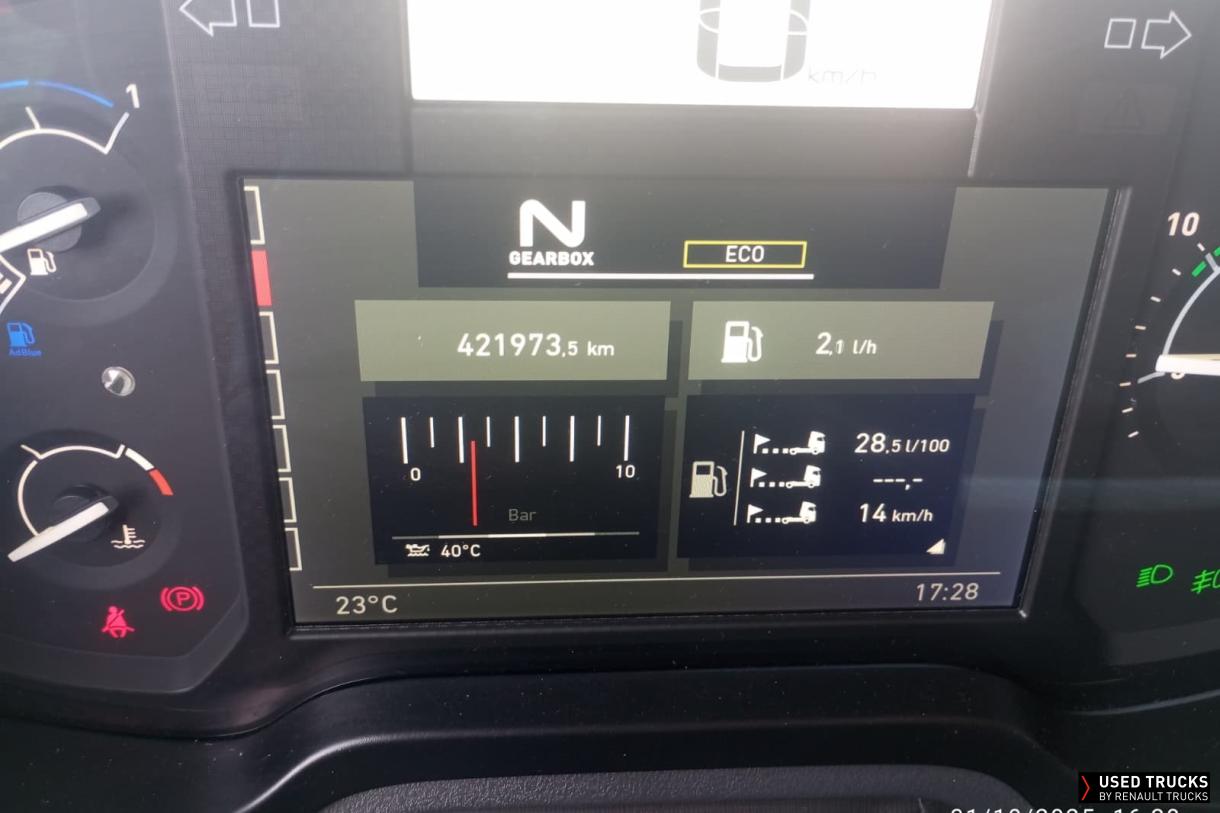 km/h
1
10
N
GEARBOX
ECO
421973,5 km
2,1 l/h
AdBlue
0
10
Bar
40°C
28,5 l/100
---,-
14 km/h
P
23°C
17:28
USED TRUCKS
BY RENAULT TRUCKS